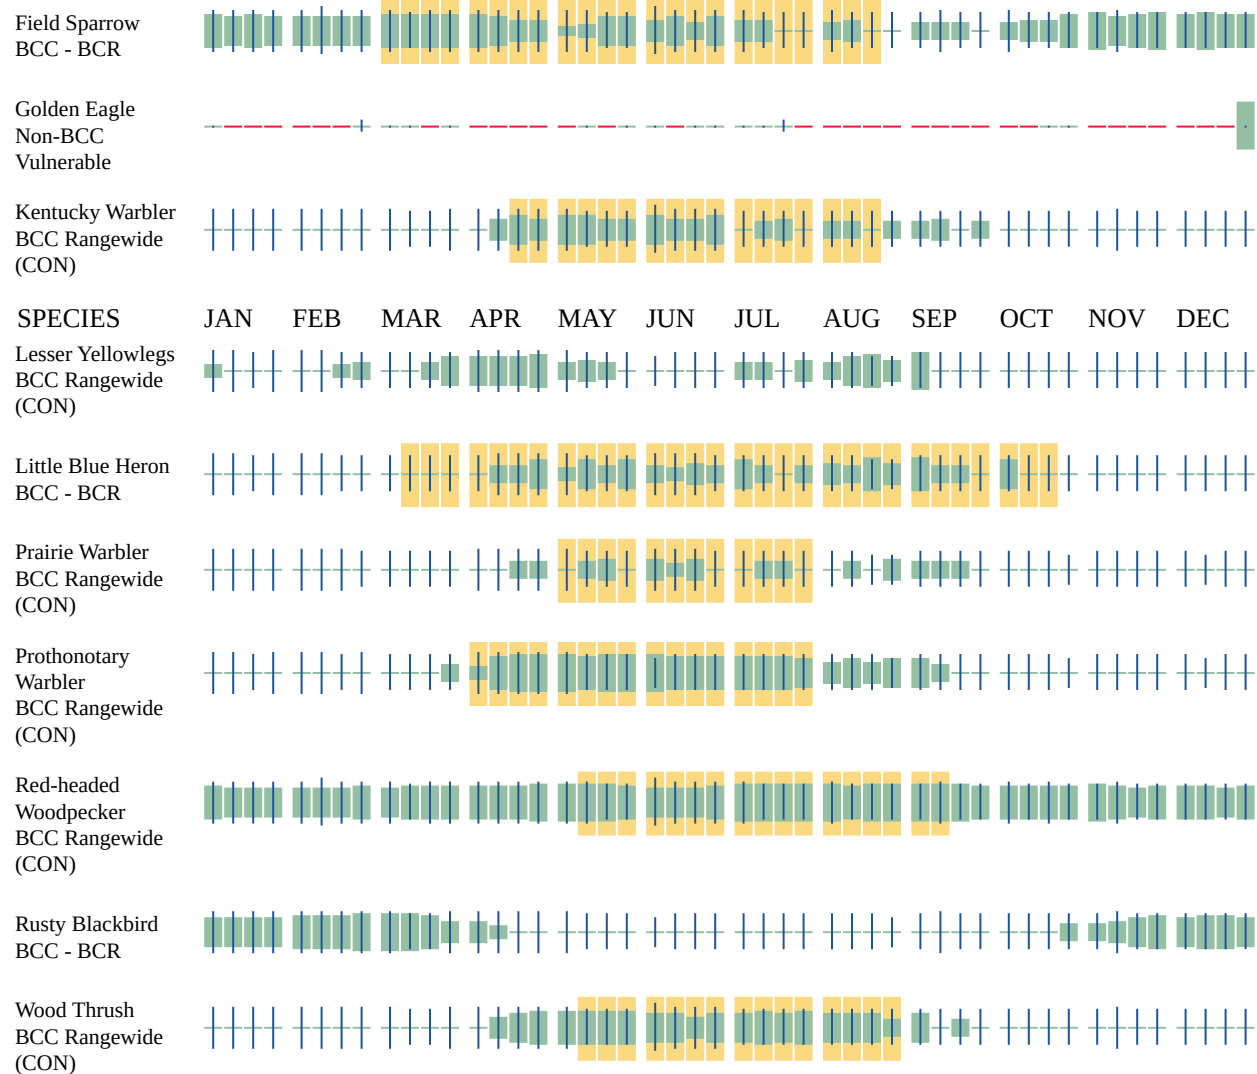 Field Sparrow
BCC - BCR
Golden Eagle
Non-BCC
Vulnerable
Kentucky Warbler
BCC Rangewide
(CON)
SPECIES JAN FEB MAR APR MAY JUN JUL AUG SEP OCT NOV DEC
Lesser Yellowlegs
BCC Rangewide
(CON)
Little Blue Heron
BCC - BCR
Prairie Warbler
BCC Rangewide
(CON)
Prothonotary
Warbler
BCC Rangewide
(CON)
Red-headed
Woodpecker
BCC Rangewide
(CON)
Rusty Blackbird
BCC - BCR
Wood Thrush
BCC Rangewide
(CON)